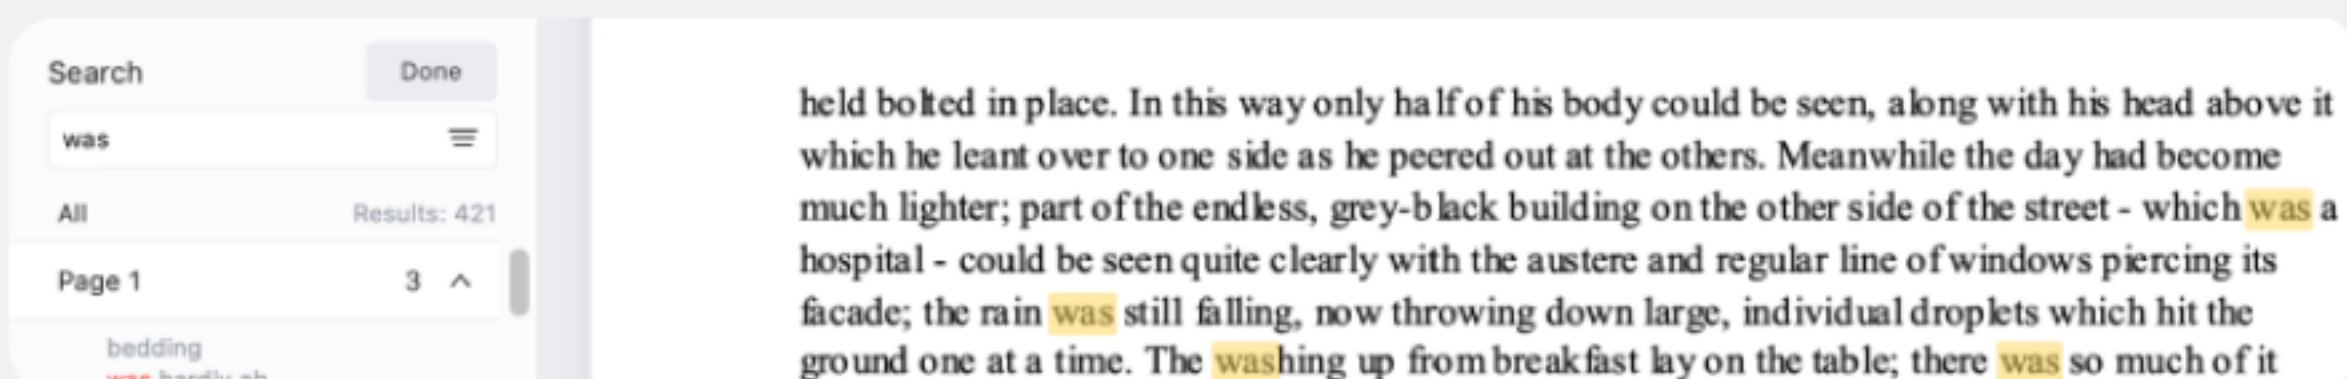 Search
Done
was
All
Results: 421
Page 1
3
bedding
was hardly ab
held bolted in place. In this way only half of his body could be seen, along with his head above it
which he leant over to one side as he peered out at the others. Meanwhile the day had become
much lighter; part of the endless, grey-black building on the other side of the street - which was a
hospital - could be seen quite clearly with the austere and regular line of windows piercing its
facade; the rain was still falling, now throwing down large, individual droplets which hit the
ground one at a time. The washing up from breakfast lay on the table; there was so much of it